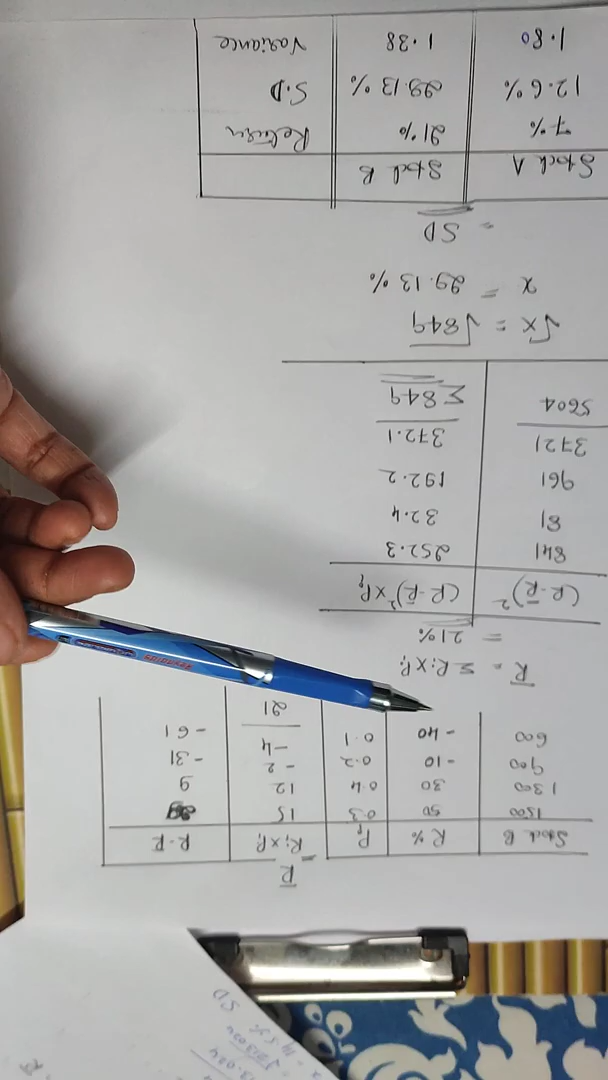 R̄
Stock B R% Pi Ri×Pi R-R̄
1500 50 0.3 15 29
1300 30 0.4 12 9
900 -10 0.2 -2 -31
600 -40 0.1 -4 -61
21
R̄ = Σ Ri×Pi
= 21%
(R-R̄)² (R-R̄)²×Pi
841 252.3
81 32.4
961 192.2
3721 372.1
5604 Σ849
√x = √849
x = 29.13%
= SD
Stock A Stock B
7% 21% Return
12.6% 29.13% S.D
1.80 1.38 Variance
Reynolds
SD